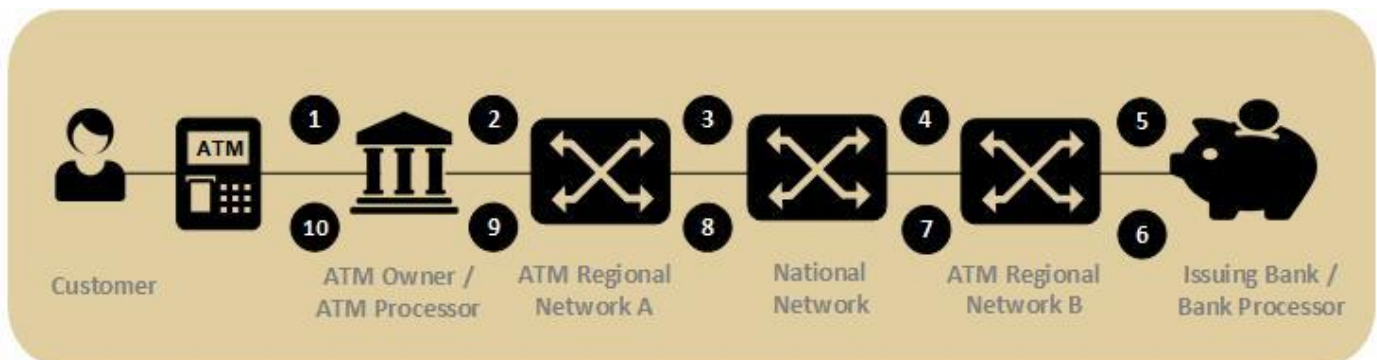 1
2
3
4
5
ATM
10
9
8
7
6
Customer
ATM Owner /
ATM Processor
ATM Regional
Network A
National
Network
ATM Regional
Network B
Issuing Bank /
Bank Processor